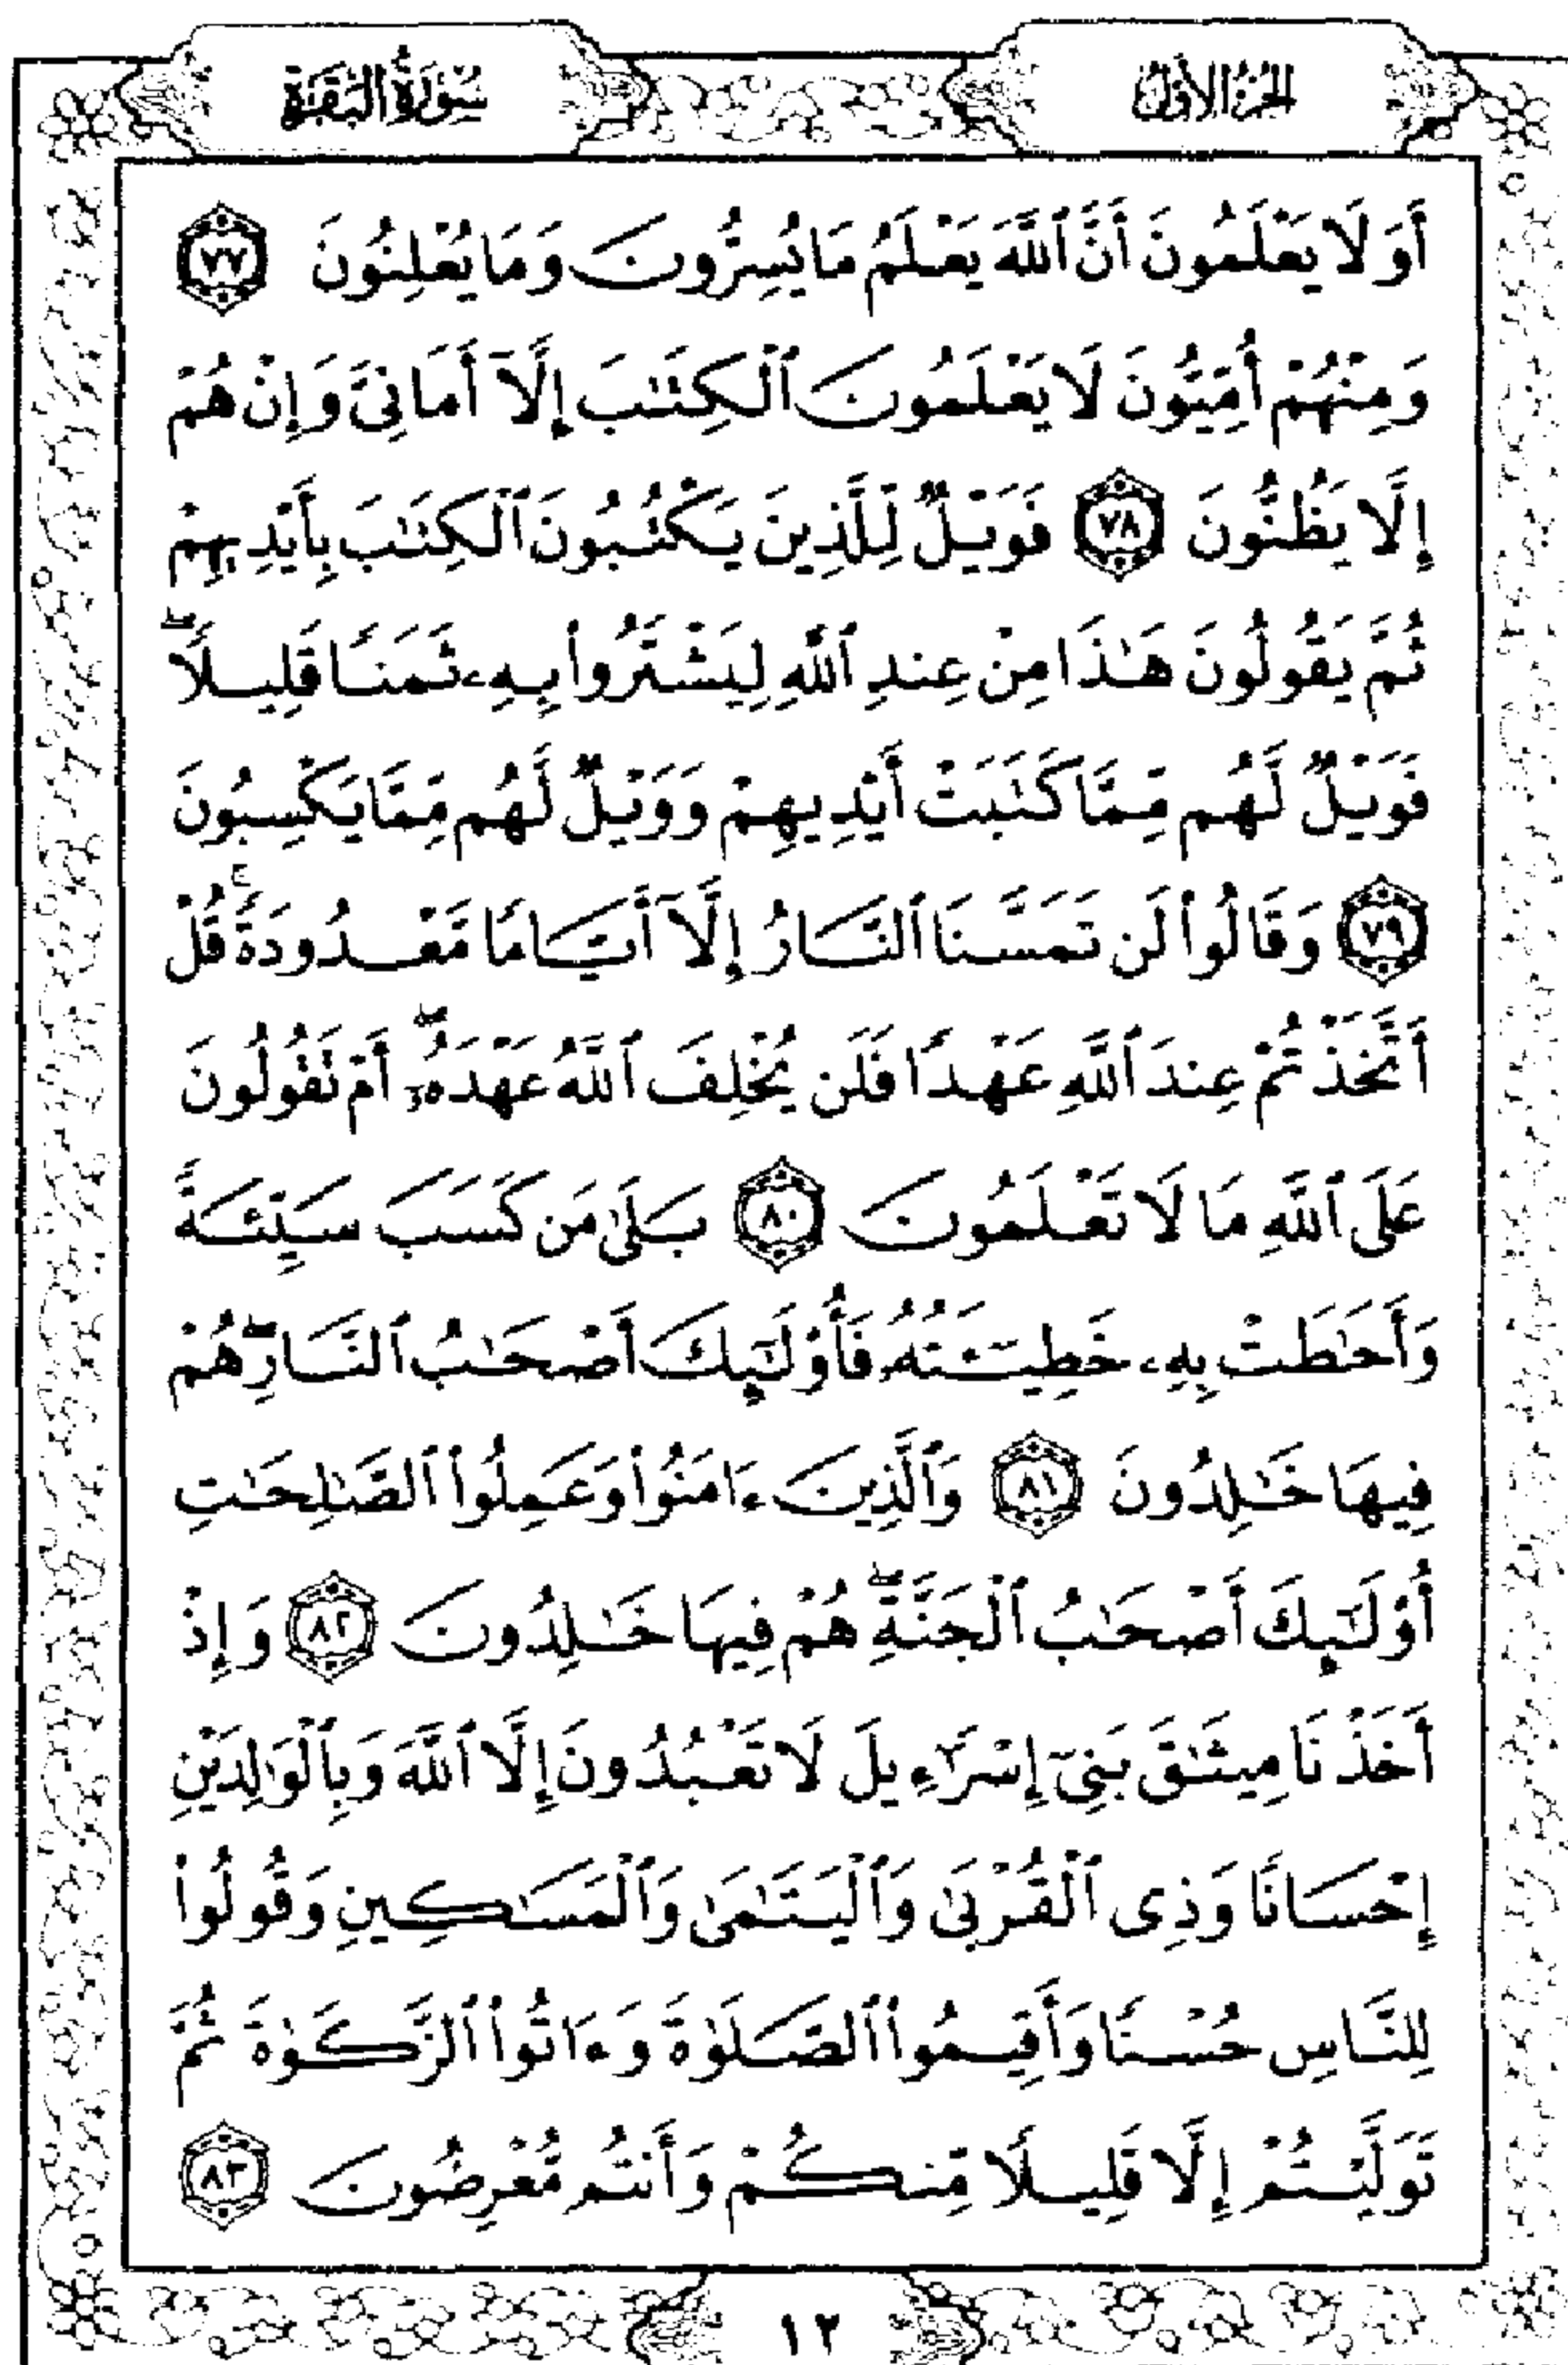 الجزء الأول
سورة البقرة
أَوَلَا يَعْلَمُونَ أَنَّ ٱللَّهَ يَعْلَمُ مَا يُسِرُّونَ وَمَا يُعْلِنُونَ ٧٧
وَمِنْهُمْ أُمِّيُّونَ لَا يَعْلَمُونَ ٱلْكِتَٰبَ إِلَّآ أَمَانِىَّ وَإِنْ هُمْ
إِلَّا يَظُنُّونَ ٧٨ فَوَيْلٌ لِّلَّذِينَ يَكْتُبُونَ ٱلْكِتَٰبَ بِأَيْدِيهِمْ
ثُمَّ يَقُولُونَ هَٰذَا مِنْ عِندِ ٱللَّهِ لِيَشْتَرُوا۟ بِهِۦ ثَمَنًا قَلِيلًاۖ
فَوَيْلٌ لَّهُم مِّمَّا كَتَبَتْ أَيْدِيهِمْ وَوَيْلٌ لَّهُم مِّمَّا يَكْسِبُونَ
٧٩ وَقَالُوا۟ لَن تَمَسَّنَا ٱلنَّارُ إِلَّآ أَيَّامًا مَّعْدُودَةًۚ قُلْ
أَتَّخَذْتُمْ عِندَ ٱللَّهِ عَهْدًا فَلَن يُخْلِفَ ٱللَّهُ عَهْدَهُۥٓۖ أَمْ نَقُولُونَ
عَلَى ٱللَّهِ مَا لَا تَعْلَمُونَ ٨٠ بَلَىٰ مَن كَسَبَ سَيِّئَةً
وَأَحَٰطَتْ بِهِۦ خَطِيٓـَٔتُهُۥ فَأُو۟لَٰٓئِكَ أَصْحَٰبُ ٱلنَّارِۖ هُمْ
فِيهَا خَٰلِدُونَ ٨١ وَٱلَّذِينَ ءَامَنُوا۟ وَعَمِلُوا۟ ٱلصَّٰلِحَٰتِ
أُو۟لَٰٓئِكَ أَصْحَٰبُ ٱلْجَنَّةِۖ هُمْ فِيهَا خَٰلِدُونَ ٨٢ وَإِذْ
أَخَذْنَا مِيثَٰقَ بَنِىٓ إِسْرَٰٓءِيلَ لَا تَعْبُدُونَ إِلَّا ٱللَّهَ وَبِٱلْوَٰلِدَيْنِ
إِحْسَانًا وَذِى ٱلْقُرْبَىٰ وَٱلْيَتَٰمَىٰ وَٱلْمَسَٰكِينِ وَقُولُوا۟
لِلنَّاسِ حُسْنًا وَأَقِيمُوا۟ ٱلصَّلَوٰةَ وَءَاتُوا۟ ٱلزَّكَوٰةَ ثُمَّ
تَوَلَّيْتُمْ إِلَّا قَلِيلًا مِّنكُمْ وَأَنتُم مُّعْرِضُونَ ٨٣
١٢